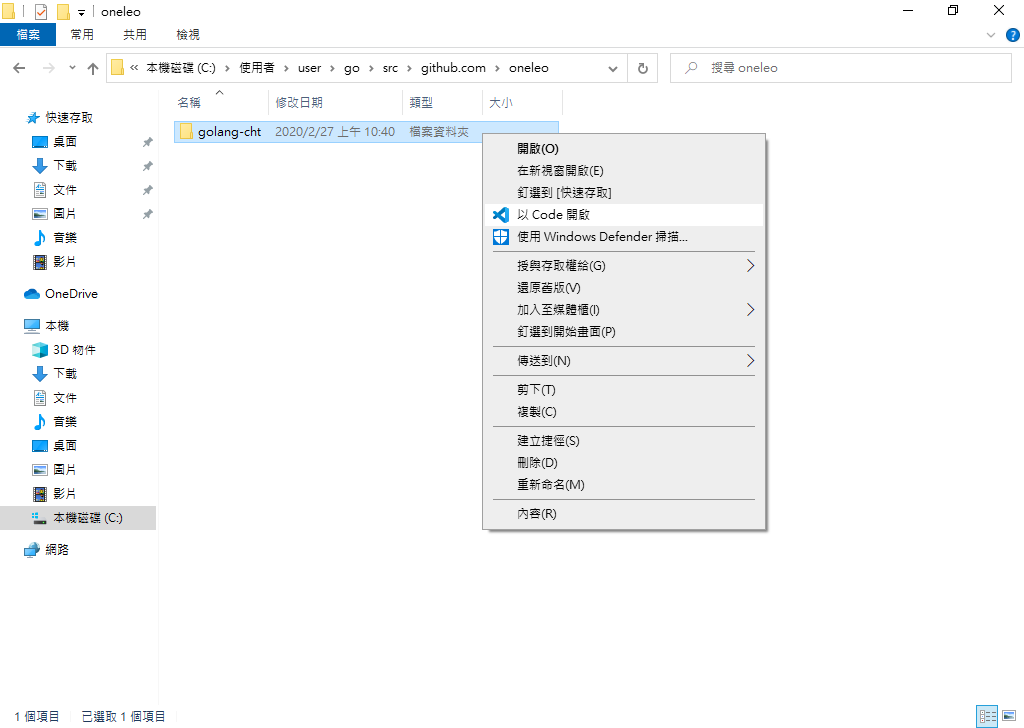 oneleo
檔案 常用 共用 檢視
« 本機磁碟 (C:) › 使用者 › user › go › src › github.com › oneleo
搜尋 oneleo
名稱 修改日期 類型 大小
golang-cht 2020/2/27 上午 10:40 檔案資料夾
快速存取
桌面
下載
文件
圖片
音樂
影片
OneDrive
本機
3D 物件
下載
文件
音樂
桌面
圖片
影片
本機磁碟 (C:)
網路
開啟(O)
在新視窗開啟(E)
釘選到 [快速存取]
以 Code 開啟
使用 Windows Defender 掃描...
授與存取權給(G)
還原舊版(V)
加入至媒體櫃(I)
釘選到開始畫面(P)
傳送到(N)
剪下(T)
複製(C)
建立捷徑(S)
刪除(D)
重新命名(M)
內容(R)
1 個項目 已選取 1 個項目